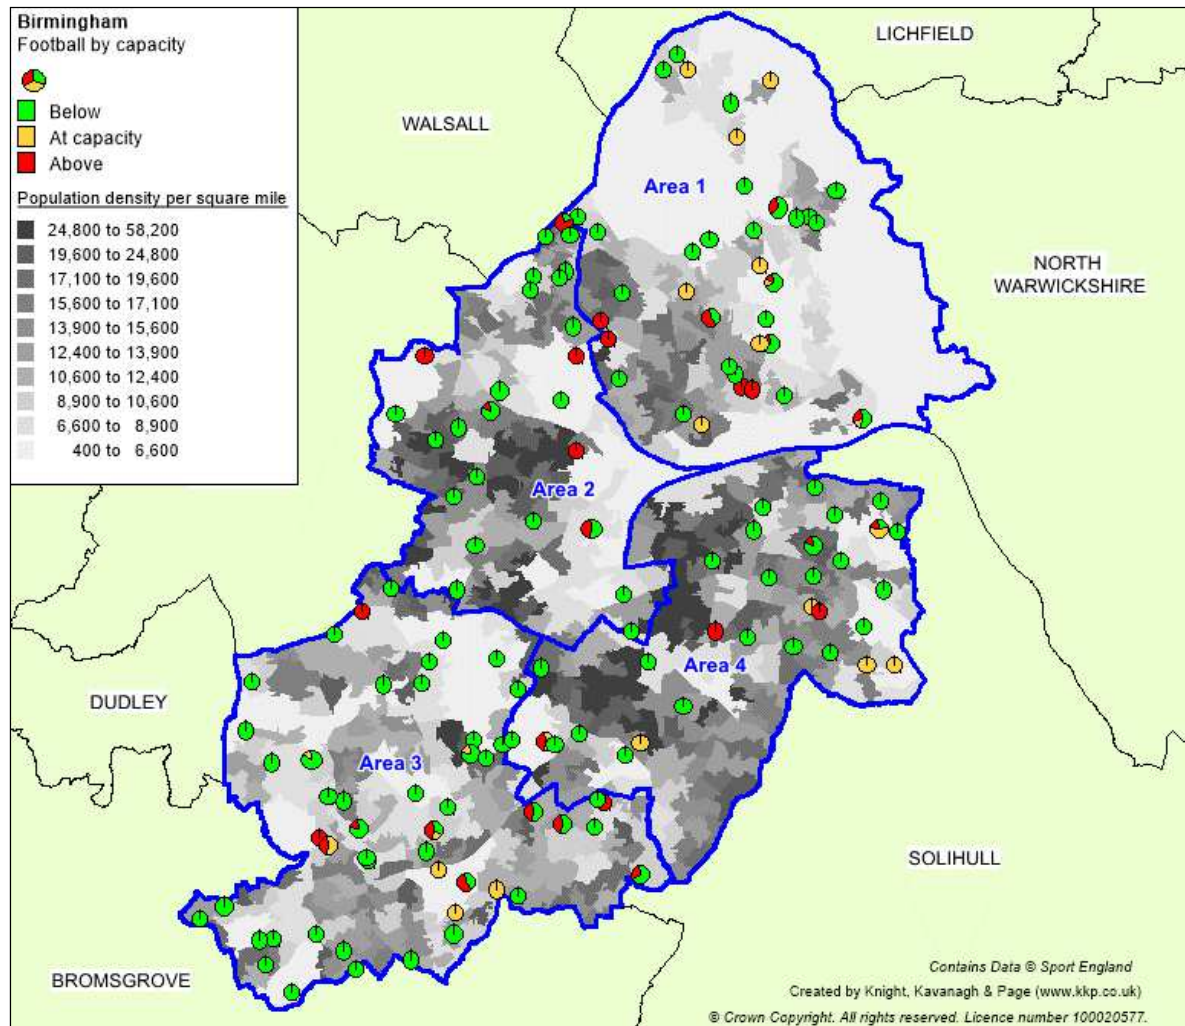 Birmingham
Football by capacity
Below
At capacity
Above
Population density per square mile
24,800 to 58,200
19,600 to 24,800
17,100 to 19,600
15,600 to 17,100
13,900 to 15,600
12,400 to 13,900
10,600 to 12,400
8,900 to 10,600
6,600 to 8,900
400 to 6,600
LICHFIELD
WALSALL
Area 1
NORTH
WARWICKSHIRE
Area 2
Area 4
DUDLEY
Area 3
SOLIHULL
BROMSGROVE
Contains Data © Sport England
Created by Knight, Kavanagh & Page (www.kkp.co.uk)
© Crown Copyright. All rights reserved. Licence number 100020577.